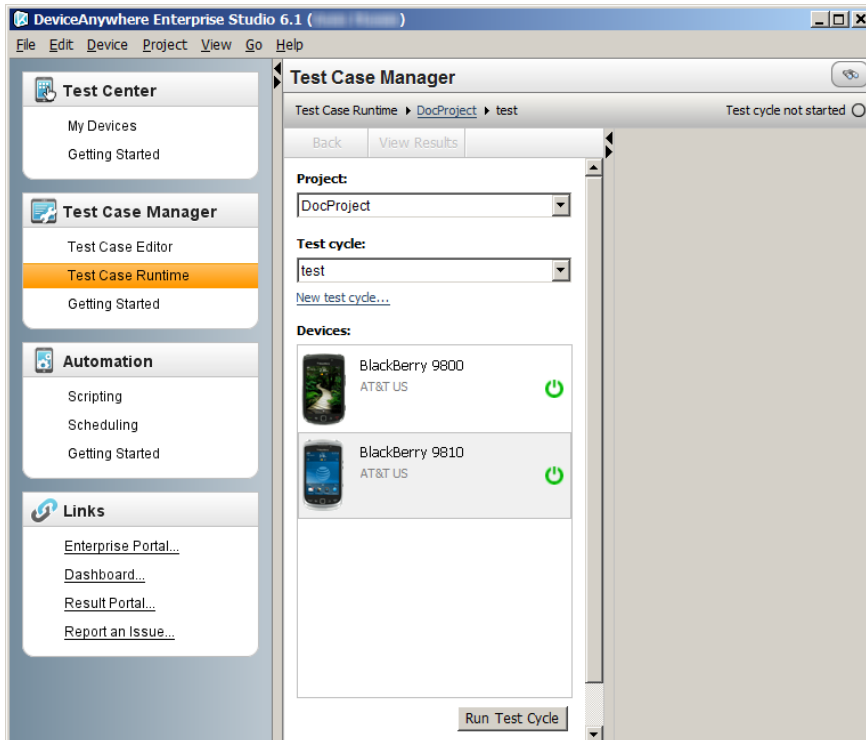 DeviceAnywhere Enterprise Studio 6.1 ( )
File Edit Device Project View Go Help
Test Center
My Devices
Getting Started
Test Case Manager
Test Case Editor
Test Case Runtime
Getting Started
Automation
Scripting
Scheduling
Getting Started
Links
Enterprise Portal...
Dashboard...
Result Portal...
Report an Issue...
Test Case Manager
Test Case Runtime DocProject test
Test cycle not started
Back View Results
Project:
DocProject
Test cycle:
test
New test cycle...
Devices:
BlackBerry 9800
AT&T US
BlackBerry 9810
AT&T US
Run Test Cycle